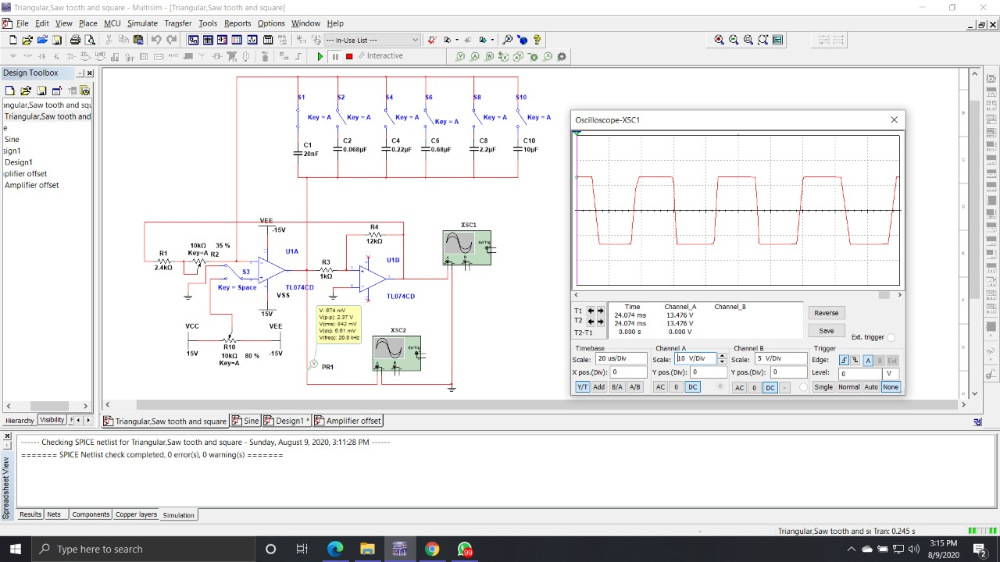 Triangular,Saw tooth and square - Multisim - [Triangular,Saw tooth and square]
File Edit View Place MCU Simulate Transfer Tools Reports Options Window Help
--- In-Use List ---
Interactive
Design Toolbox
angular,Saw tooth and squ
Triangular,Saw tooth and
e
Sine
sign1
Design1
plifier offset
Amplifier offset
Hierarchy Visibility
S1 S2 S4 S6 S8 S10
Key = A Key = A Key = A Key = A Key = A Key = A
C1 20nF
C2 0.068µF
C4 0.22µF
C6 0.68µF
C8 2.2µF
C10 10µF
VEE
-15V
R1
2.4kΩ
10kΩ 35 %
Key=A R2
U1A
S3
Key = Space
TL074CD
VSS
15V
R3
1kΩ
R4
12kΩ
U1B
TL074CD
VCC
15V
VEE
-15V
R10
10kΩ 80 %
Key=A
V: 674 mV
V(p-p): 2.37 V
V(rms): 842 mV
V(dc): 6.61 mV
V(freq): 20.0 kHz
PR1
XSC1
Ext Trig
A B
XSC2
Ext Trig
A B
Oscilloscope-XSC1
Time Channel_A Channel_B
T1 24.074 ms 13.476 V
T2 24.074 ms 13.476 V
T2-T1 0.000 s 0.000 V
Reverse
Save
Ext. trigger
Timebase
Scale: 20 us/Div
X pos.(Div): 0
Y/T Add B/A A/B
Channel A
Scale: 10 V/Div
Y pos.(Div): 0
AC 0 DC
Channel B
Scale: 5 V/Div
Y pos.(Div): 0
AC 0 DC -
Trigger
Edge: A B Ext
Level: 0 V
Single Normal Auto None
Triangular,Saw tooth and square Sine Design1 * Amplifier offset
------ Checking SPICE netlist for Triangular,Saw tooth and square - Sunday, August 9, 2020, 3:11:28 PM ------
======= SPICE Netlist check completed, 0 error(s), 0 warning(s) =======
Spreadsheet View
Results Nets Components Copper layers Simulation
Triangular,Saw tooth and sc Tran: 0.245 s
Type here to search
99
3:15 PM
8/9/2020
2